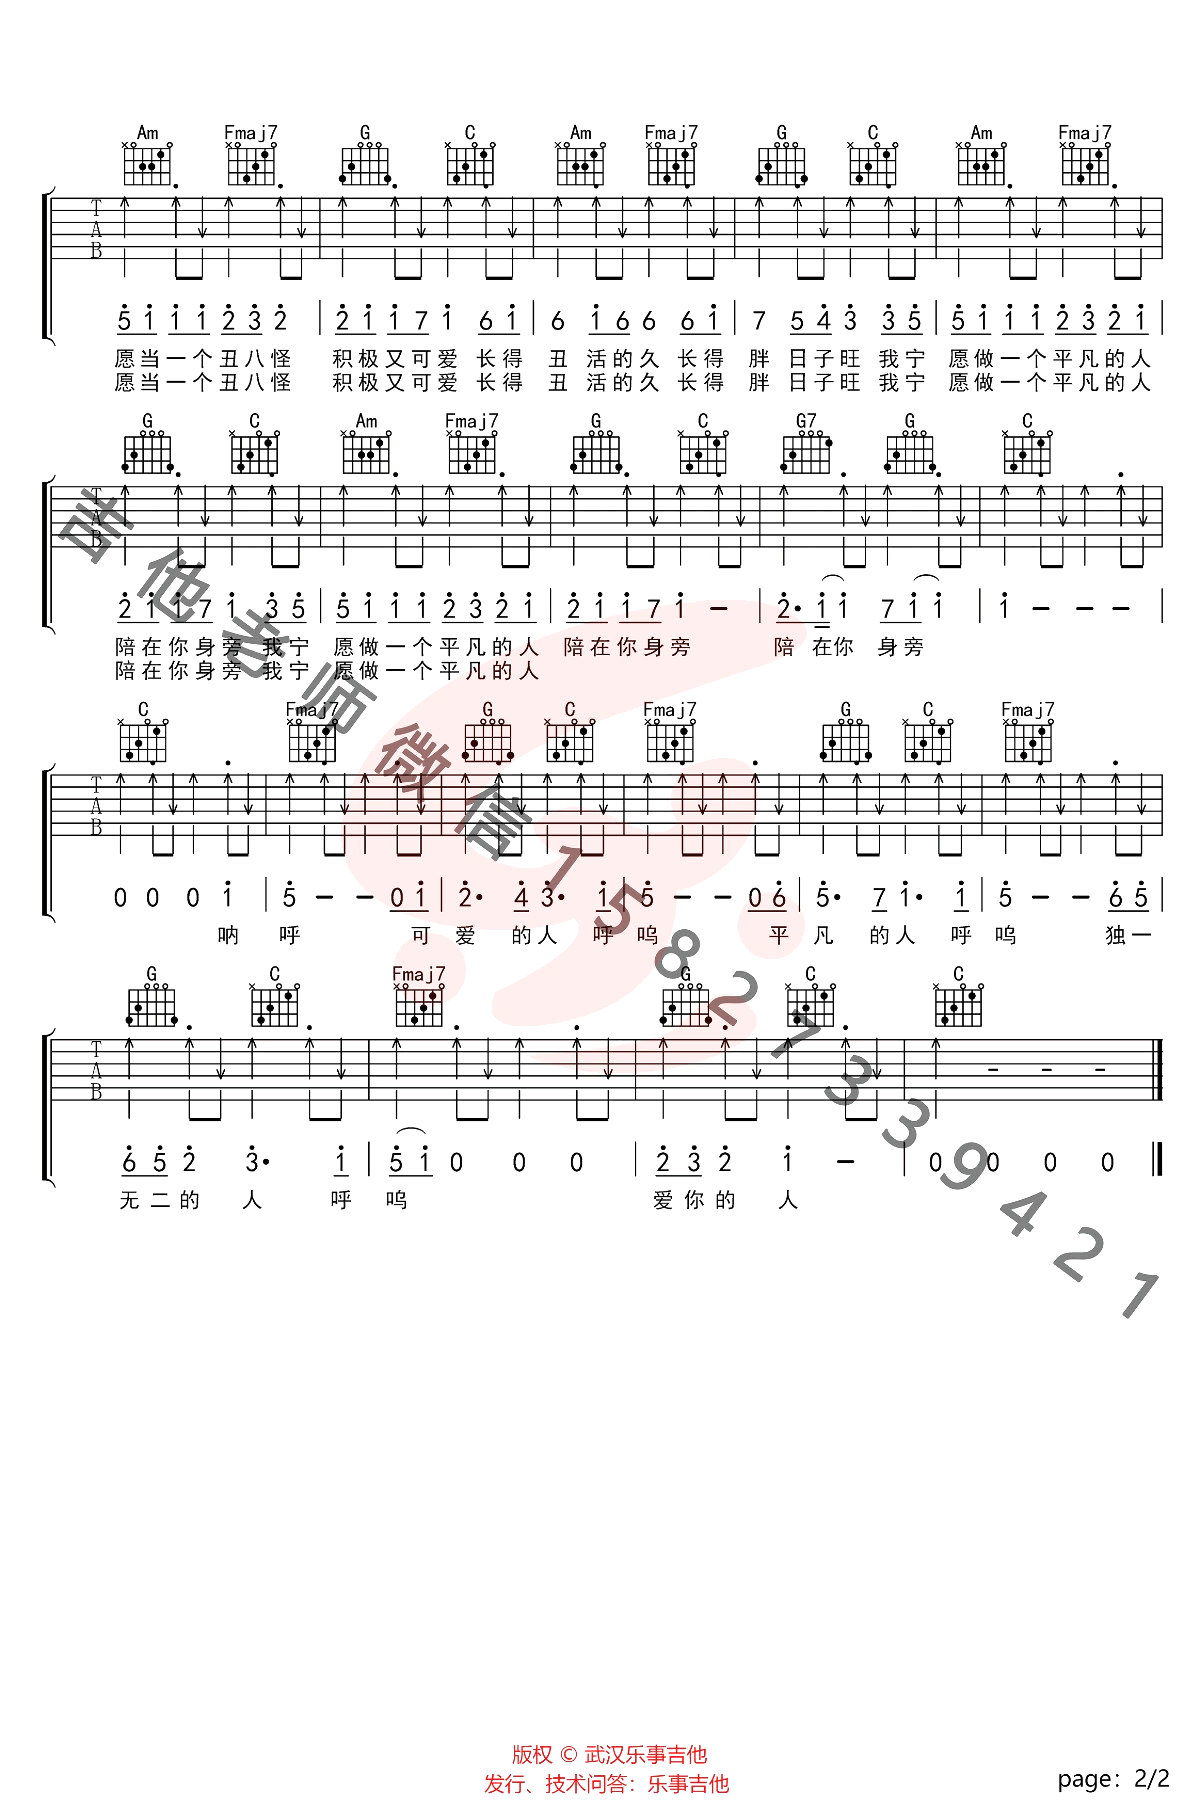 Am Fmaj7 G C Am Fmaj7 G C Am Fmaj7
T
A
B
5 1 1 1 2 3 2 | 2 1 1 7 1 6 1 | 6 1 6 6 6 1 | 7 5 4 3 3 5 | 5 1 1 1 2 3 2 1 |
愿当一个丑八怪 积极又可爱 长得 丑 活的久 长得 胖 日子旺 我宁 愿做一个平凡的人
愿当一个丑八怪 积极又可爱 长得 丑 活的久 长得 胖 日子旺 我宁 愿做一个平凡的人
G C Am Fmaj7 G C G7 G C
T
A
B
2 1 1 7 1 3 5 | 5 1 1 1 2 3 2 1 | 2 1 1 7 1 – | 2· 1 1 7 1 1 | 1 – – – |
陪在你身旁 我宁 愿做一个平凡的人 陪在你身旁 陪 在你 身旁
陪在你身旁 我宁 愿做一个平凡的人
C Fmaj7 G C Fmaj7 G C Fmaj7
T
A
B
0 0 0 1 | 5 – – 0 1 | 2· 4 3· 1 | 5 – – 0 6 | 5· 7 1· 1 | 5 – – 6 5 |
呐 呼 可 爱 的人 呼 呜 平 凡 的人 呼 呜 独一
G C Fmaj7 G C C
T
A
B
– – –
6 5 2 3· 1 | 5 1 0 0 0 | 2 3 2 1 – | 0 0 0 0
无二的 人 呼 呜 爱你的 人
吉他老师微信15827339421
版权 © 武汉乐事吉他
发行、技术问答：乐事吉他
page：2/2